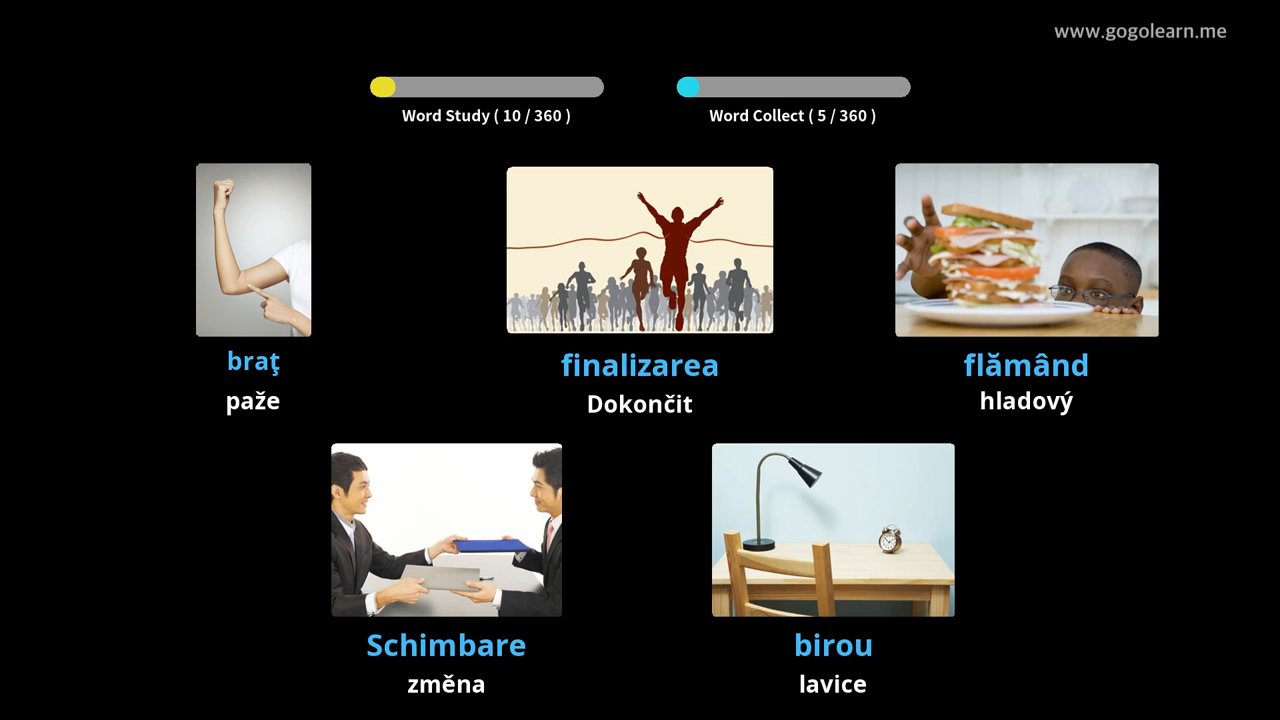 www.gogolearn.me
Word Study ( 10 / 360 )
Word Collect ( 5 / 360 )
braţ
finalizarea
flămând
paže
Dokončit
hladový
Schimbare
birou
změna
lavice